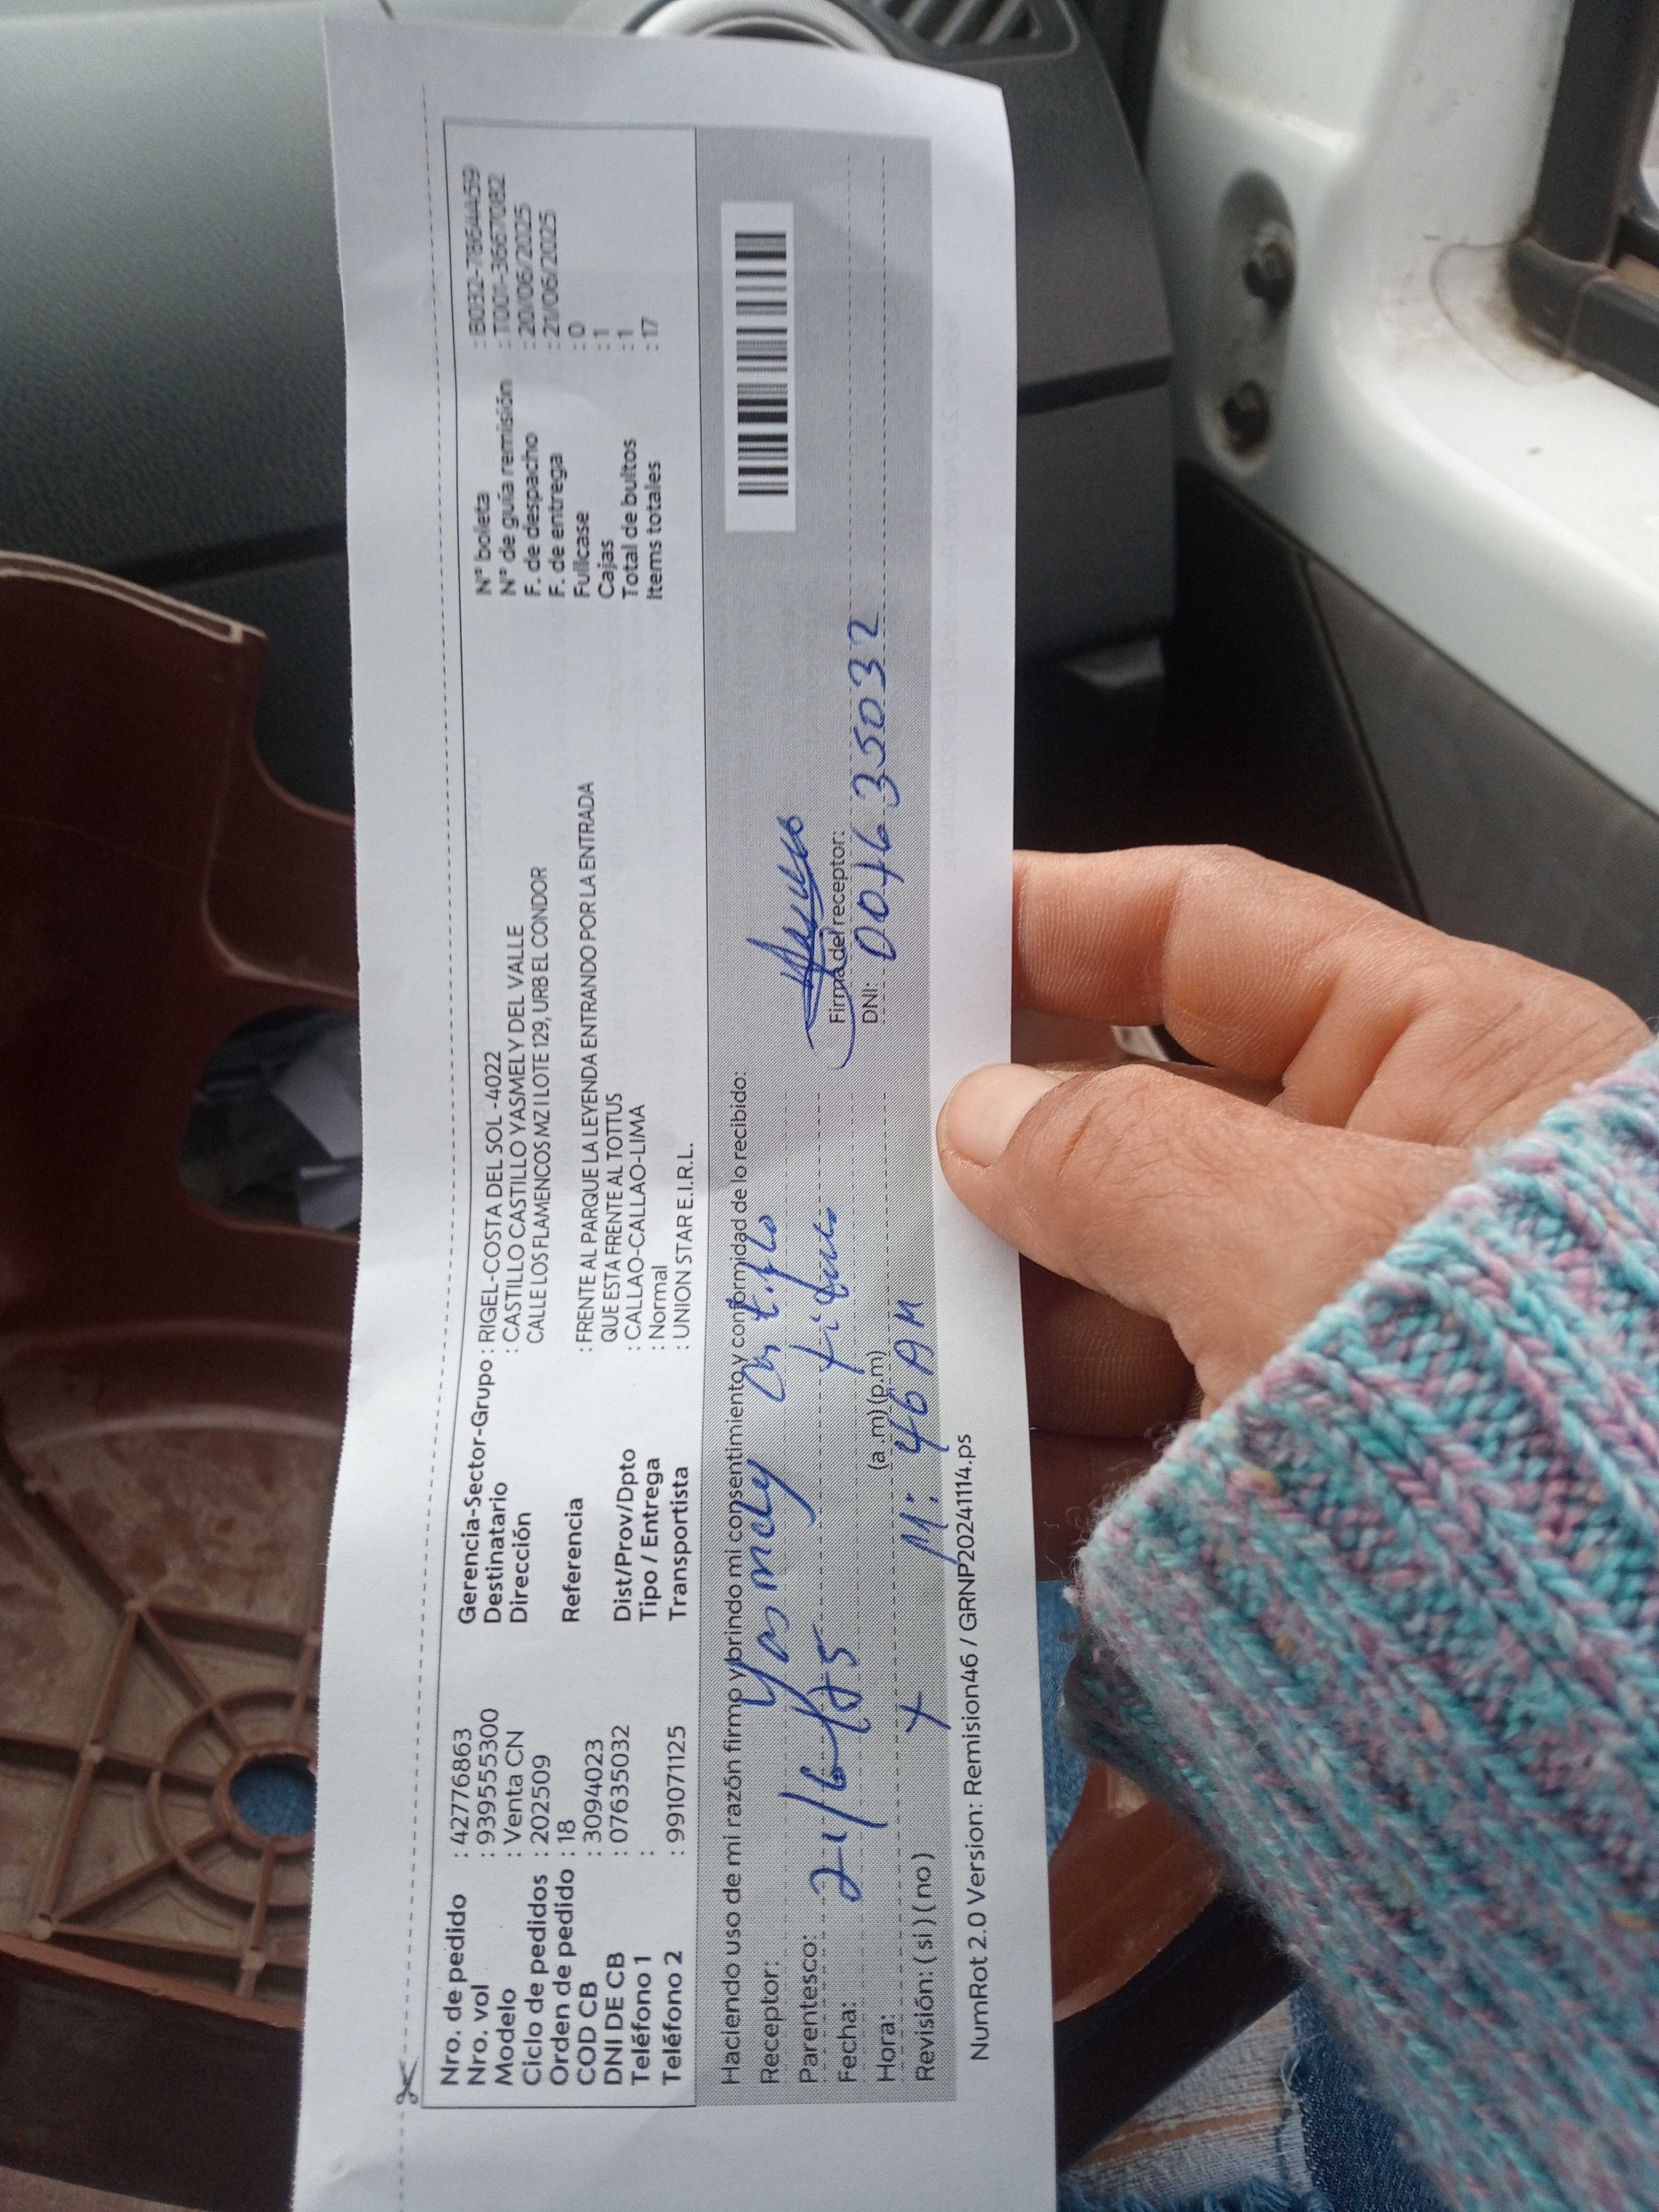 Nro. de pedido : 42776863
Nro. vol : 939555300
Modelo : Venta CN
Ciclo de pedidos : 202509
Orden de pedido : 18
COD CB : 3094023
DNI DE CB : 07635032
Teléfono 1 :
Teléfono 2 : 991071125
Gerencia-Sector-Grupo : RIGEL-COSTA DEL SOL -4022
Destinatario : CASTILLO CASTILLO YASMELY DEL VALLE
Dirección CALLE LOS FLAMENCOS MZ I LOTE 129, URB EL CONDOR
Referencia : FRENTE AL PARQUE LA LEYENDA ENTRANDO POR LA ENTRADA
QUE ESTA FRENTE AL TOTTUS
Dist/Prov/Dpto : CALLAO-CALLAO-LIMA
Tipo / Entrega : Normal
Transportista : UNION STAR E.I.R.L.
N° boleta : B032-7864459
N° de guía remisión : T001-36677082
F. de despacho : 20/06/2025
F. de entrega : 21/06/2025
Fullcase : 0
Cajas : 1
Total de bultos : 1
Items totales : 17
Haciendo uso de mi razón firmo y brindo mi consentimiento y conformidad de lo recibido:
Receptor: Yasmely
Parentesco:
Fecha: 21/6/25
Hora: (a.m) (p.m)
Revisión: ( si ) ( no ) 46 AM
Firma del receptor:
DNI: 007635032
NumRot 2.0 Version: Remision46 / GRNP20241114.ps